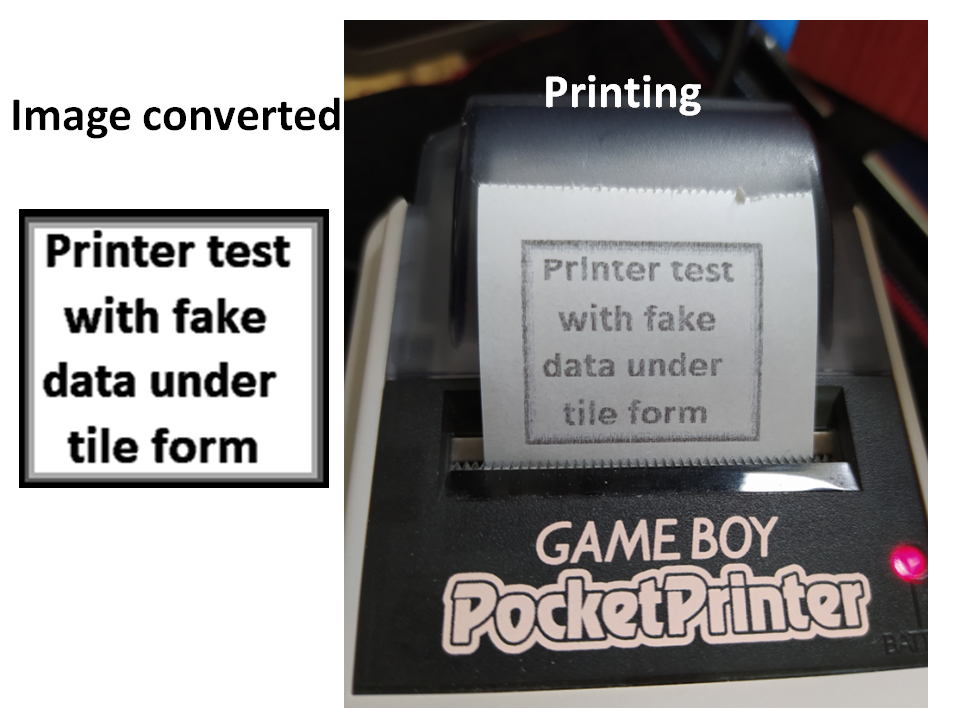 Image converted
Printer test
with fake
data under
tile form
Printing
Printer test
with fake
data under
tile form
GAME BOY
PocketPrinter